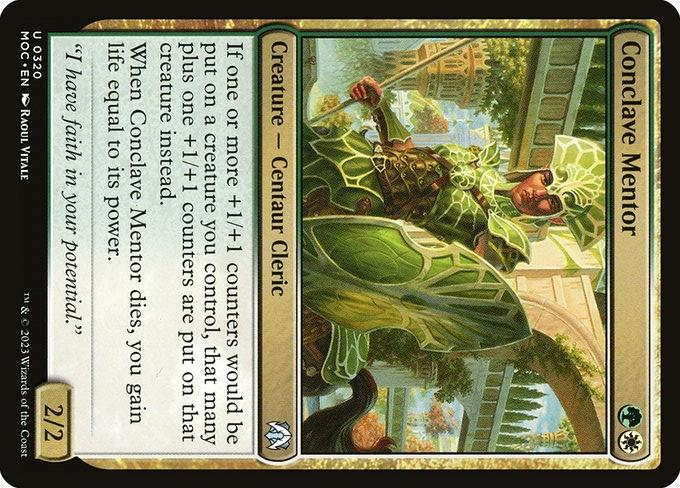 Conclave Mentor
Creature — Centaur Cleric
If one or more +1/+1 counters would be
put on a creature you control, that many
plus one +1/+1 counters are put on that
creature instead.
When Conclave Mentor dies, you gain
life equal to its power.
“I have faith in your potential.”
2/2
U 0320
MOC • EN Raoul Vitale
™ & © 2023 Wizards of the Coast